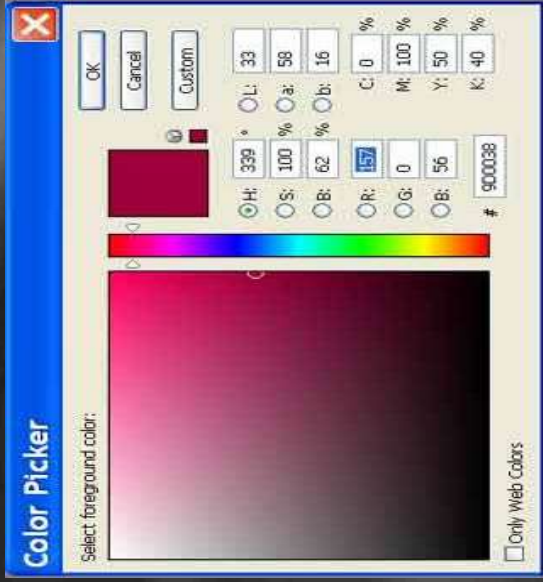 Color Picker
Select foreground color:
OK
Cancel
Custom
H: 339 °
S: 100 %
B: 62 %
R: 157
G: 0
B: 56
# 9D0038
L: 33
a: 58
b: 16
C: 0 %
M: 100 %
Y: 50 %
K: 40 %
Only Web Colors